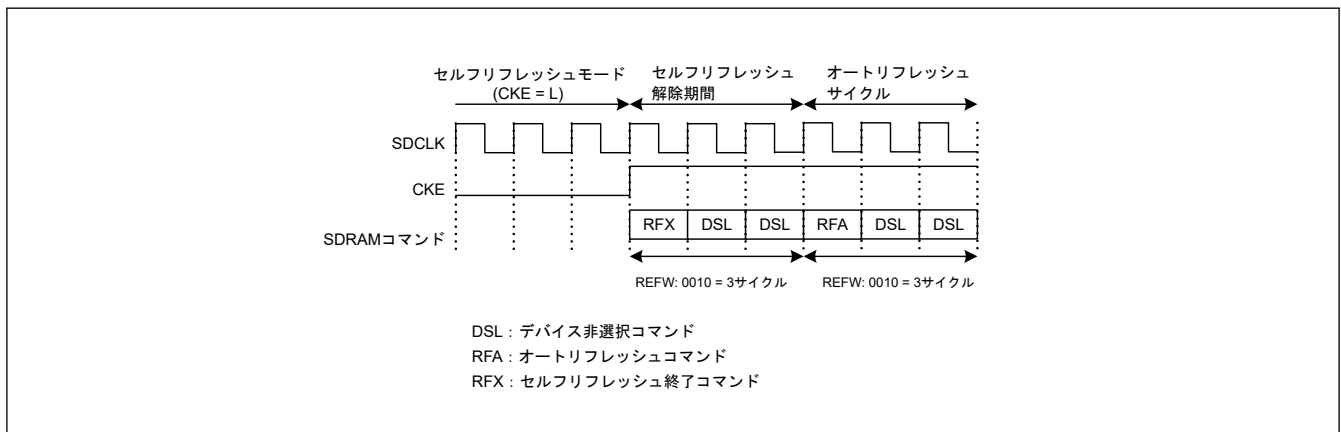 セルフリフレッシュモード
(CKE = L)
セルフリフレッシュ
解除期間
オートリフレッシュ
サイクル
SDCLK
CKE
SDRAMコマンド
RFX DSL DSL RFA DSL DSL
REFW: 0010 = 3サイクル REFW: 0010 = 3サイクル
DSL：デバイス非選択コマンド
RFA：オートリフレッシュコマンド
RFX：セルフリフレッシュ終了コマンド